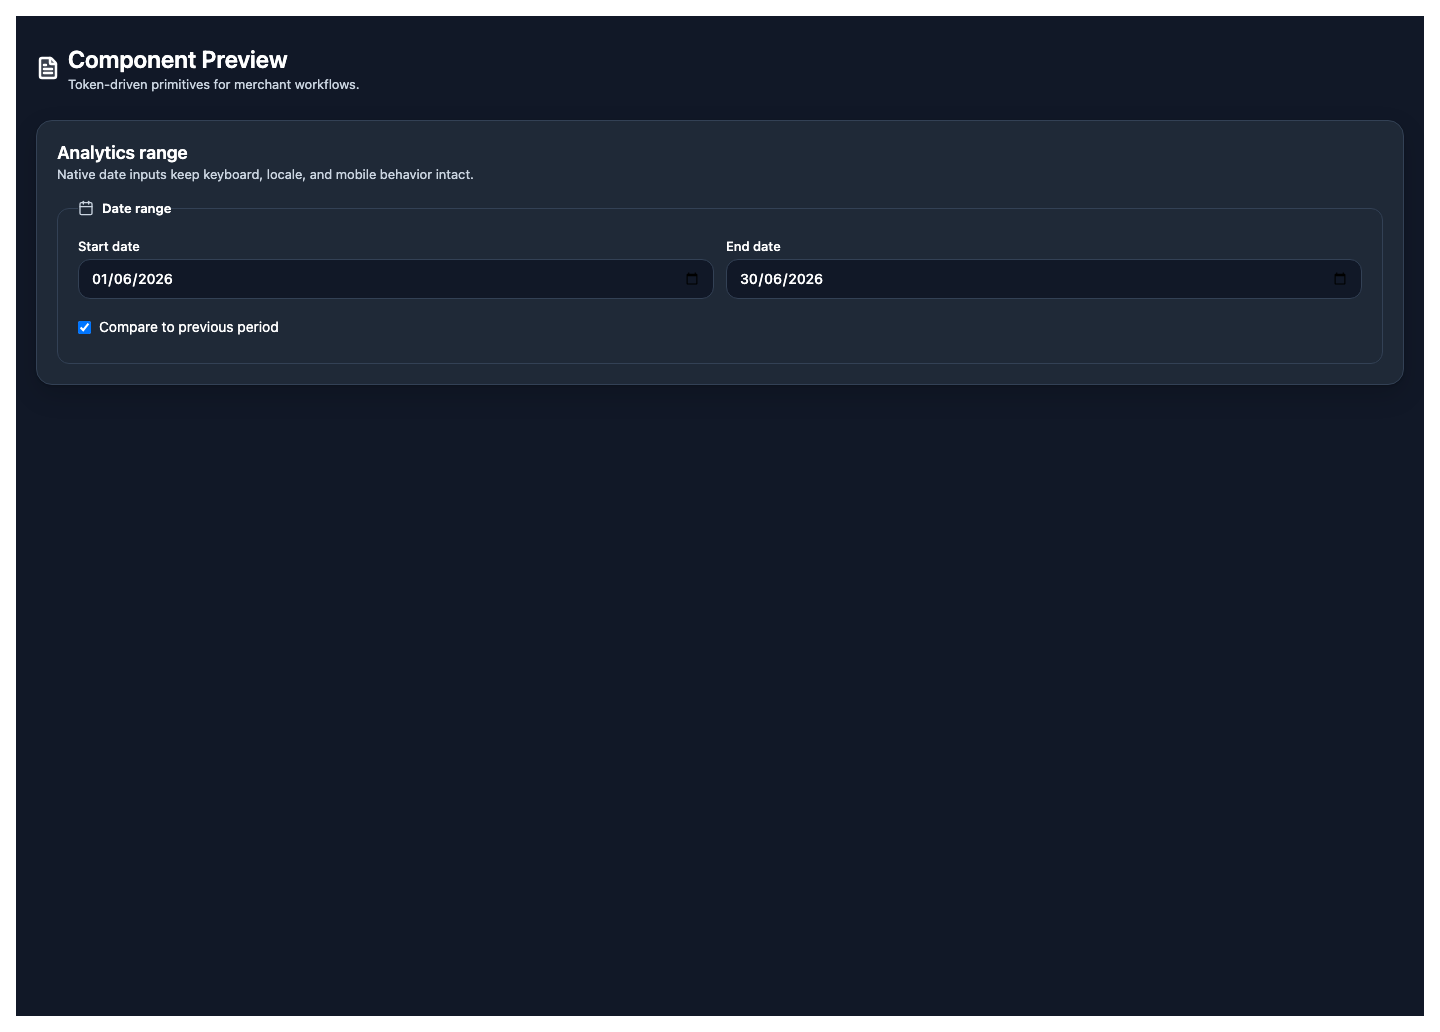 Component Preview
Token-driven primitives for merchant workflows.
Analytics range
Native date inputs keep keyboard, locale, and mobile behavior intact.
Date range
Start date
End date
01/06/2026
30/06/2026
Compare to previous period